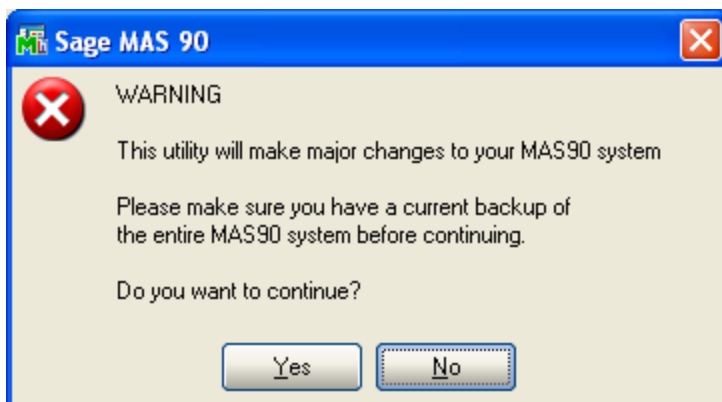 Sage MAS 90
WARNING
This utility will make major changes to your MAS90 system
Please make sure you have a current backup of
the entire MAS90 system before continuing.
Do you want to continue?
Yes
No